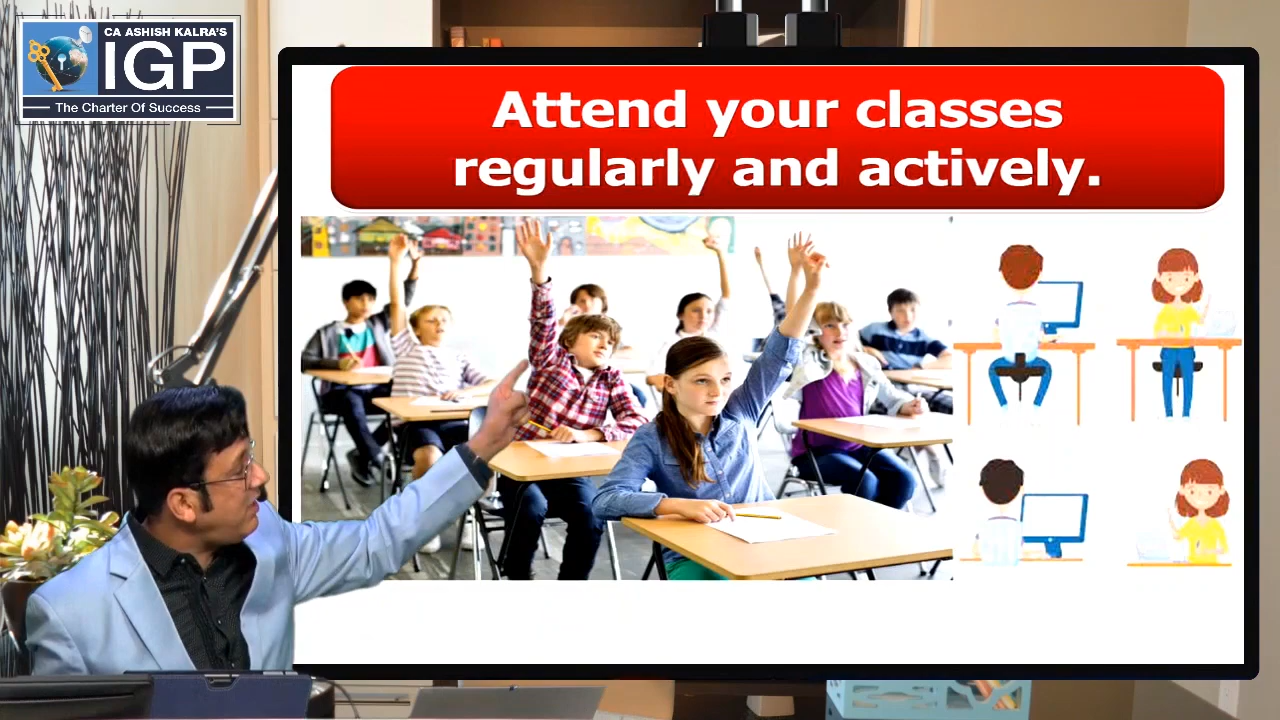 CA ASHISH KALRA'S
IGP
The Charter Of Success
Attend your classes
regularly and actively.